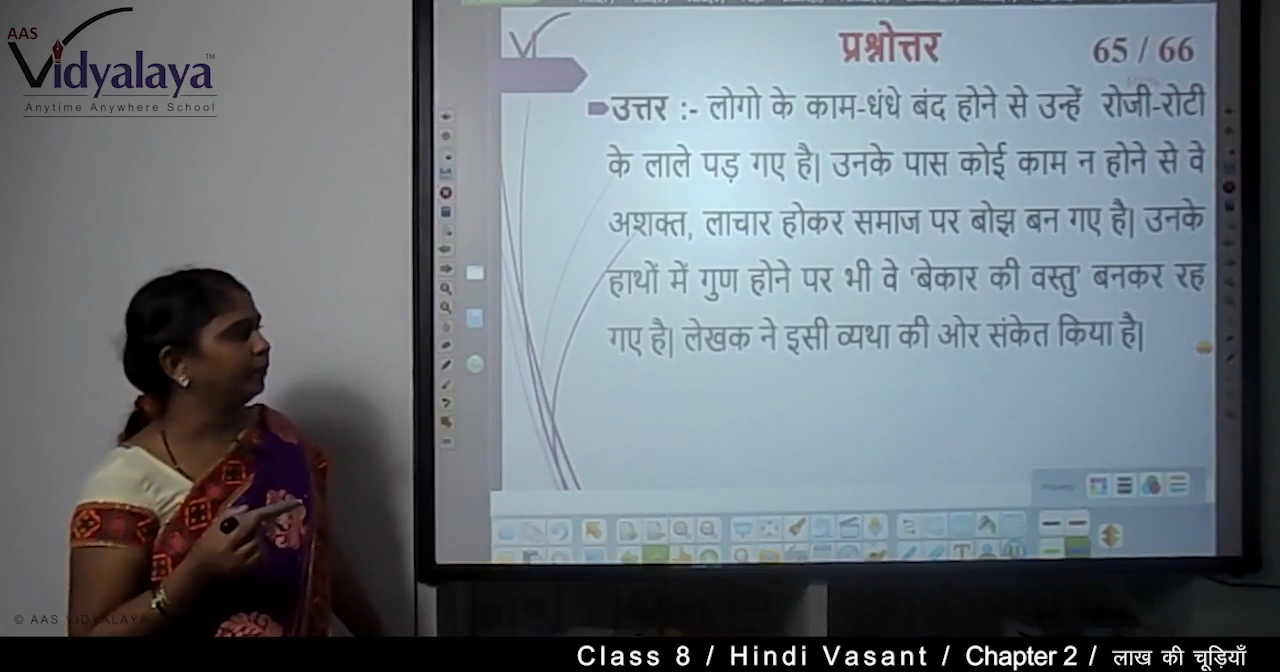 AAS
Vidyalaya™
Anytime Anywhere School
प्रश्नोत्तर
65 / 66
उत्तर :- लोगो के काम-धंधे बंद होने से उन्हें रोजी-रोटी
के लाले पड़ गए है| उनके पास कोई काम न होने से वे
अशक्त, लाचार होकर समाज पर बोझ बन गए है| उनके
हाथों में गुण होने पर भी वे 'बेकार की वस्तु' बनकर रह
गए है| लेखक ने इसी व्यथा की ओर संकेत किया है|
© AAS VIDYALAYA
Class 8 / Hindi Vasant / Chapter 2 / लाख की चूड़ियाँ